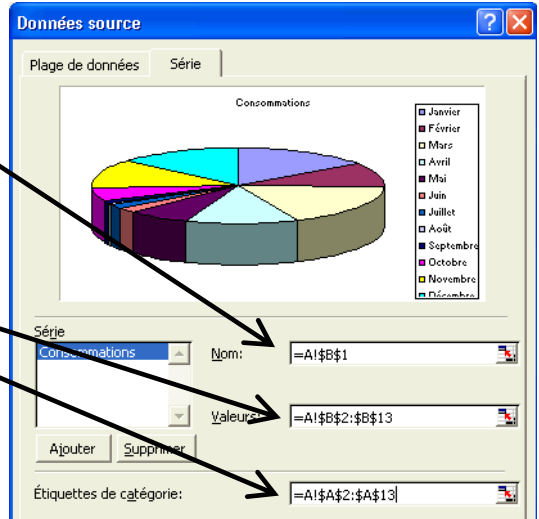 Données source
Plage de données Série
Consommations
Janvier
Février
Mars
Avril
Mai
Juin
Juillet
Août
Septembre
Octobre
Novembre
Décembre
Série
Consommations
Nom: =A!$B$1
Valeurs: =A!$B$2:$B$13
Ajouter Supprimer
Étiquettes de catégorie: =A!$A$2:$A$13